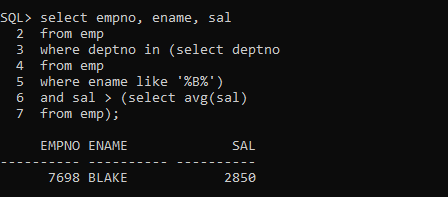 SQL> select empno, ename, sal
  2  from emp
  3  where deptno in (select deptno
  4  from emp
  5  where ename like '%B%')
  6  and sal > (select avg(sal)
  7  from emp);
     EMPNO ENAME             SAL
---------- ---------- ----------
      7698 BLAKE            2850